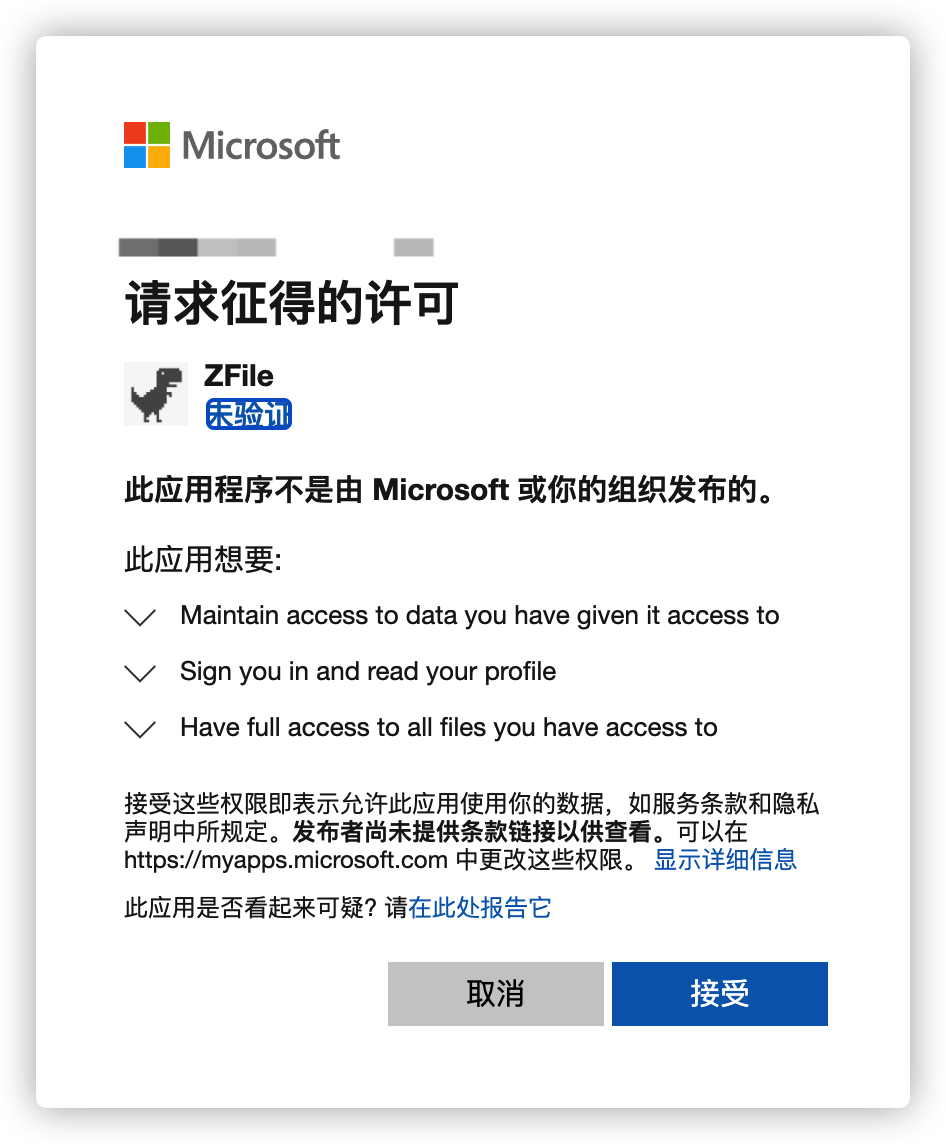 Microsoft
请求征得的许可
ZFile
未验证
此应用程序不是由 Microsoft 或你的组织发布的。
此应用想要:
Maintain access to data you have given it access to
Sign you in and read your profile
Have full access to all files you have access to
接受这些权限即表示允许此应用使用你的数据，如服务条款和隐私
声明中所规定。发布者尚未提供条款链接以供查看。可以在
https://myapps.microsoft.com 中更改这些权限。 显示详细信息
此应用是否看起来可疑? 请在此处报告它
取消
接受